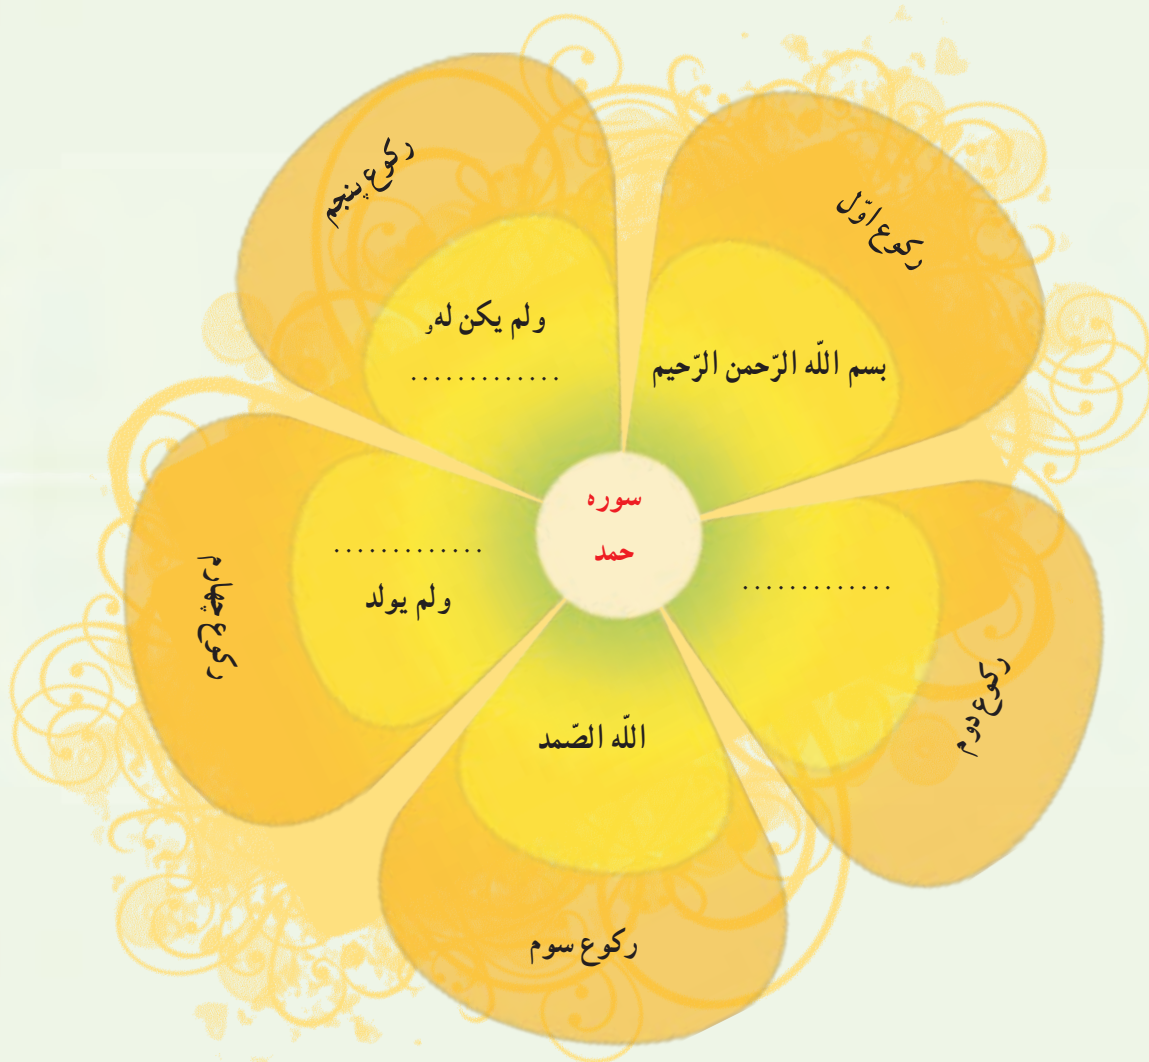 سوره
حمد
رکوع اوّل
بسم اللّه الرّحمن الرّحیم
رکوع دوم
.............
رکوع سوم
اللّه الصّمد
رکوع چهارم
.............
ولم یولد
رکوع پنجم
ولم یکن له و
.............